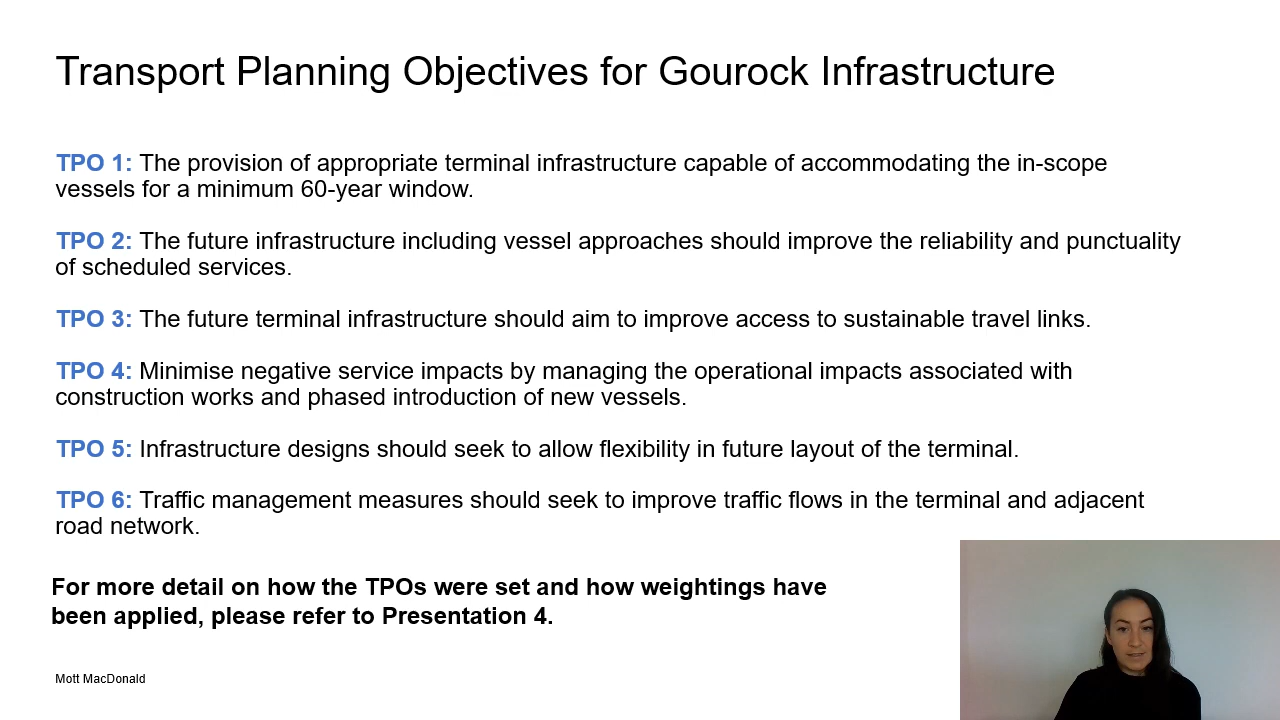 Transport Planning Objectives for Gourock Infrastructure
TPO 1: The provision of appropriate terminal infrastructure capable of accommodating the in-scope
vessels for a minimum 60-year window.
TPO 2: The future infrastructure including vessel approaches should improve the reliability and punctuality
of scheduled services.
TPO 3: The future terminal infrastructure should aim to improve access to sustainable travel links.
TPO 4: Minimise negative service impacts by managing the operational impacts associated with
construction works and phased introduction of new vessels.
TPO 5: Infrastructure designs should seek to allow flexibility in future layout of the terminal.
TPO 6: Traffic management measures should seek to improve traffic flows in the terminal and adjacent
road network.
For more detail on how the TPOs were set and how weightings have
been applied, please refer to Presentation 4.
Mott MacDonald